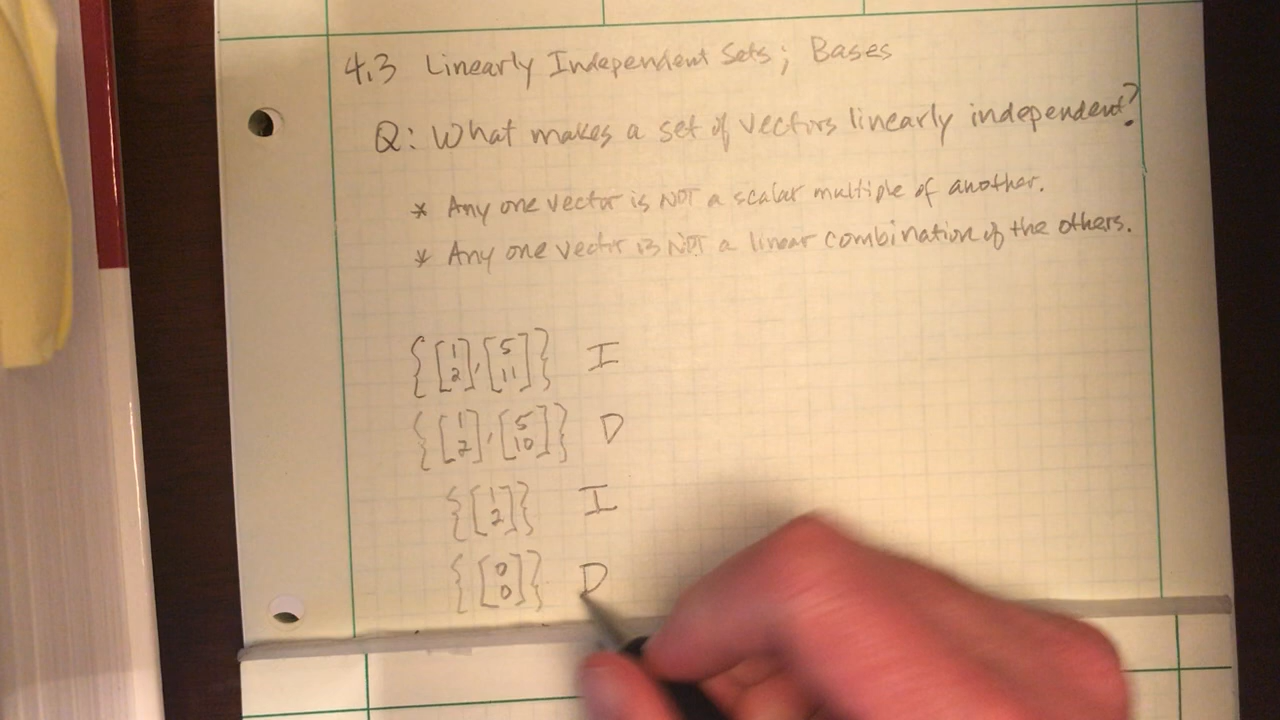 4.3 Linearly Independent Sets; Bases
Q: What makes a set of vectors linearly independent?
* Any one vector is NOT a scalar multiple of another.
* Any one vector is NOT a linear combination of the others.
{[1 2], [5 11]} I
{[1 2], [5 10]} D
{[1 2]} I
{[0 0]} D